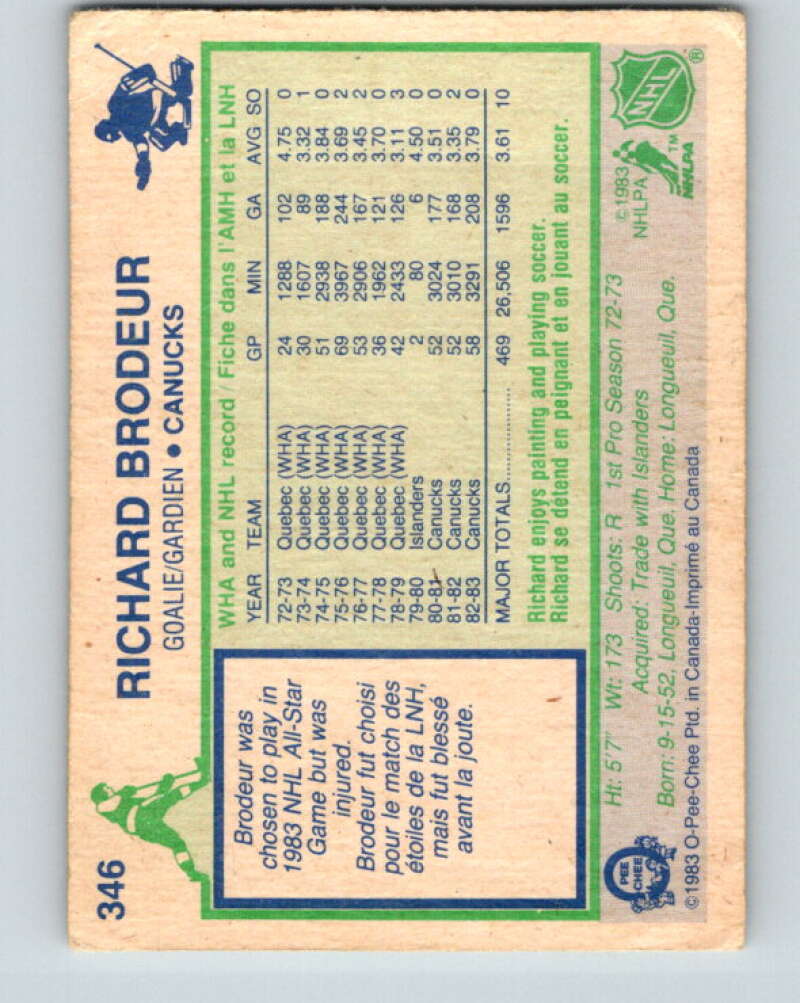 346
RICHARD BRODEUR
GOALIE/GARDIEN • CANUCKS
Brodeur was
chosen to play in
1983 NHL All-Star
Game but was
injured.
Brodeur fut choisi
pour le match des
étoiles de la LNH,
mais fut blessé
avant la joute.
WHA and NHL record / Fiche dans l'AMH et la LNH
YEAR TEAM GP MIN GA AVG SO
72-73 Quebec (WHA) 24 1288 102 4.75 0
73-74 Quebec (WHA) 30 1607 89 3.32 1
74-75 Quebec (WHA) 51 2938 188 3.84 0
75-76 Quebec (WHA) 69 3967 244 3.69 2
76-77 Quebec (WHA) 53 2906 167 3.45 2
77-78 Quebec (WHA) 36 1962 121 3.70 0
78-79 Quebec (WHA) 42 2433 126 3.11 3
79-80 Islanders 2 80 6 4.50 0
80-81 Canucks 52 3024 177 3.51 0
81-82 Canucks 52 3010 168 3.35 2
82-83 Canucks 58 3291 208 3.79 0
MAJOR TOTALS.................. 469 26,506 1596 3.61 10
Richard enjoys painting and playing soccer.
Richard se détend en peignant et en jouant au soccer.
Ht: 5'7" Wt: 173 Shoots: R 1st Pro Season 72-73
Acquired: Trade with Islanders
Born: 9-15-52, Longueuil, Que. Home: Longueuil, Que.
©1983 O-Pee-Chee Ptd. in Canada-Imprimé au Canada
O
PEE
CHEE
©1983
NHLPA
NHLPA
TM
NHL
®